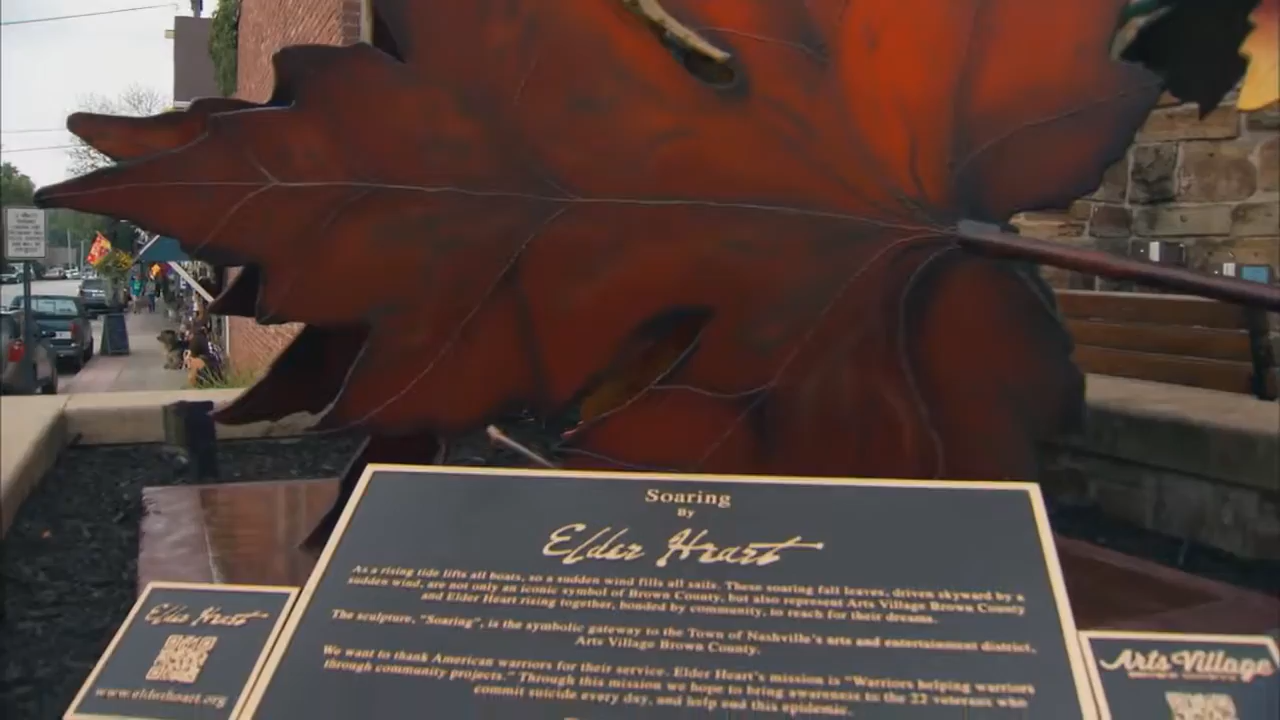 Soaring
By
Elder Heart
As a rising tide lifts all boats, so a sudden wind fills all sails. These soaring fall leaves, driven skyward by a
sudden wind, are not only an iconic symbol of Brown County, but also represent Arts Village Brown County
and Elder Heart rising together, bonded by community, to reach for their dreams.
The sculpture, "Soaring", is the symbolic gateway to the Town of Nashville's arts and entertainment district,
Arts Village Brown County.
We want to thank American warriors for their service. Elder Heart's mission is "Warriors helping warriors
through community projects." Through this mission we hope to bring awareness to the 22 veterans who
commit suicide every day, and help end this epidemic.
Elder Heart
www.elderheart.org
Arts Village